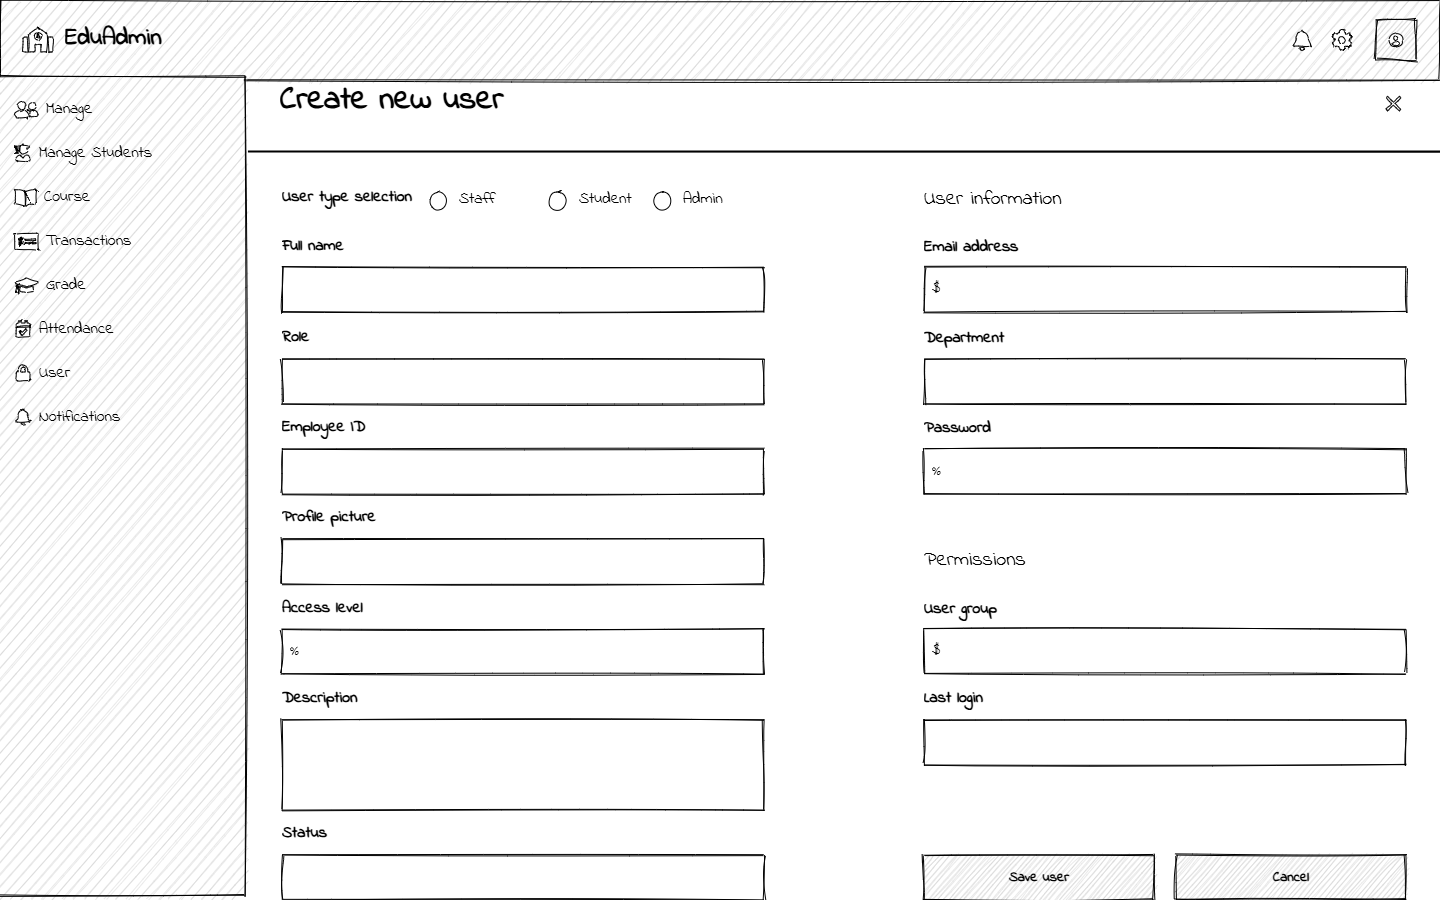 EduAdmin
Create new user
Manage
Manage Students
Course
Transactions
Grade
Attendance
User
Notifications
User type selection
Staff
Student
Admin
Full name
Role
Employee ID
Profile picture
Access level
%
Description
Status
User information
Email address
$
Department
Password
%
Permissions
User group
$
Last login
Save user
Cancel